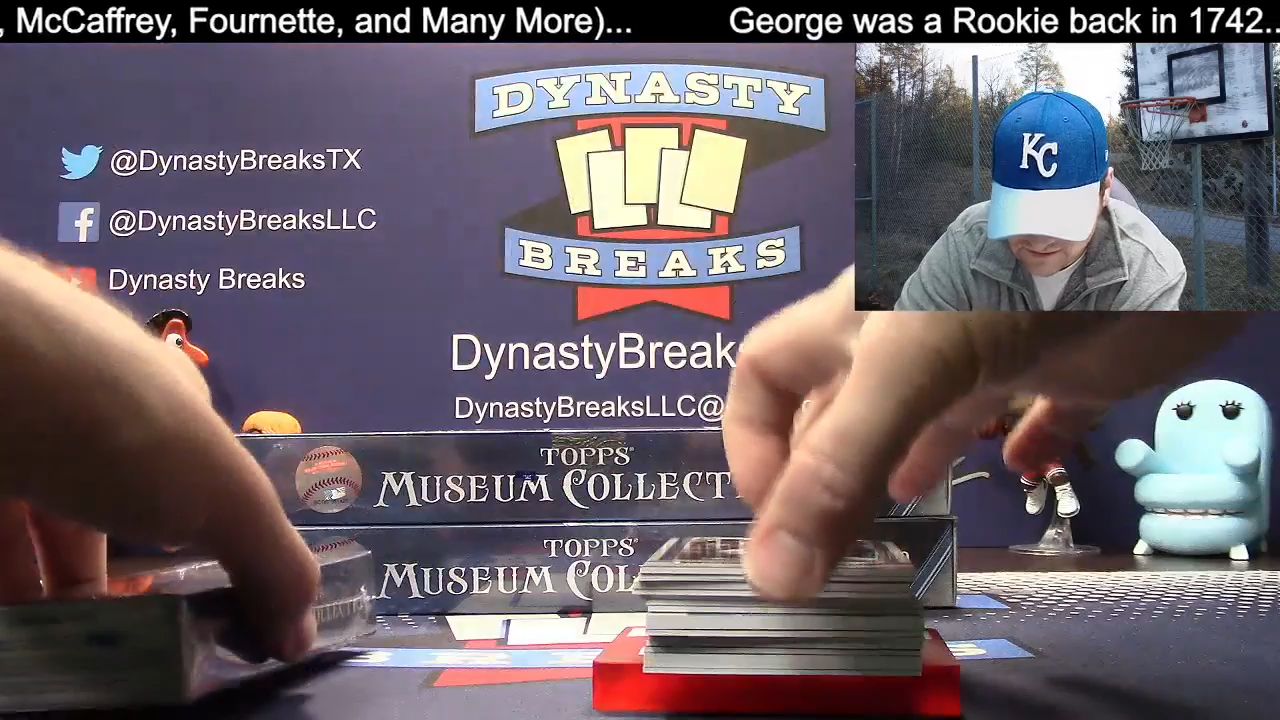 , McCaffrey, Fournette, and Many More)... George was a Rookie back in 1742..
DYNASTY
BREAKS
@DynastyBreaksTX
@DynastyBreaksLLC
Dynasty Breaks
KC
DynastyBreaks
DynastyBreaksLLC@
TOPPS
MUSEUM COLLECT
TOPPS
MUSEUM COL